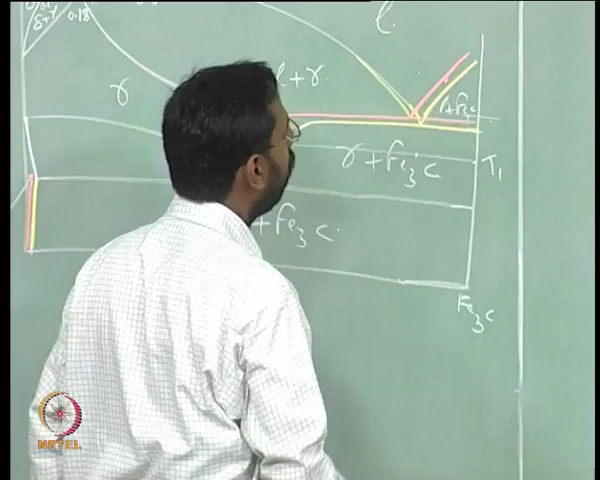 l
δ+γ 0.18
l+γ
γ
l+Fe3C
γ+Fe3C
T1
+Fe3C
Fe3C
NPTEL